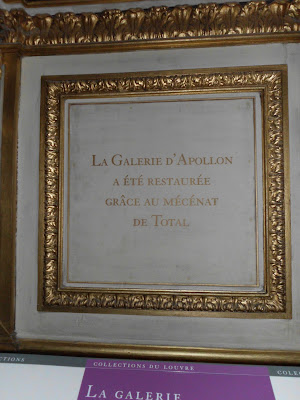 La Galerie d'Apollon
a été restaurée
grâce au mécénat
de Total
COLLECTIONS DU LOUVRE
La galerie